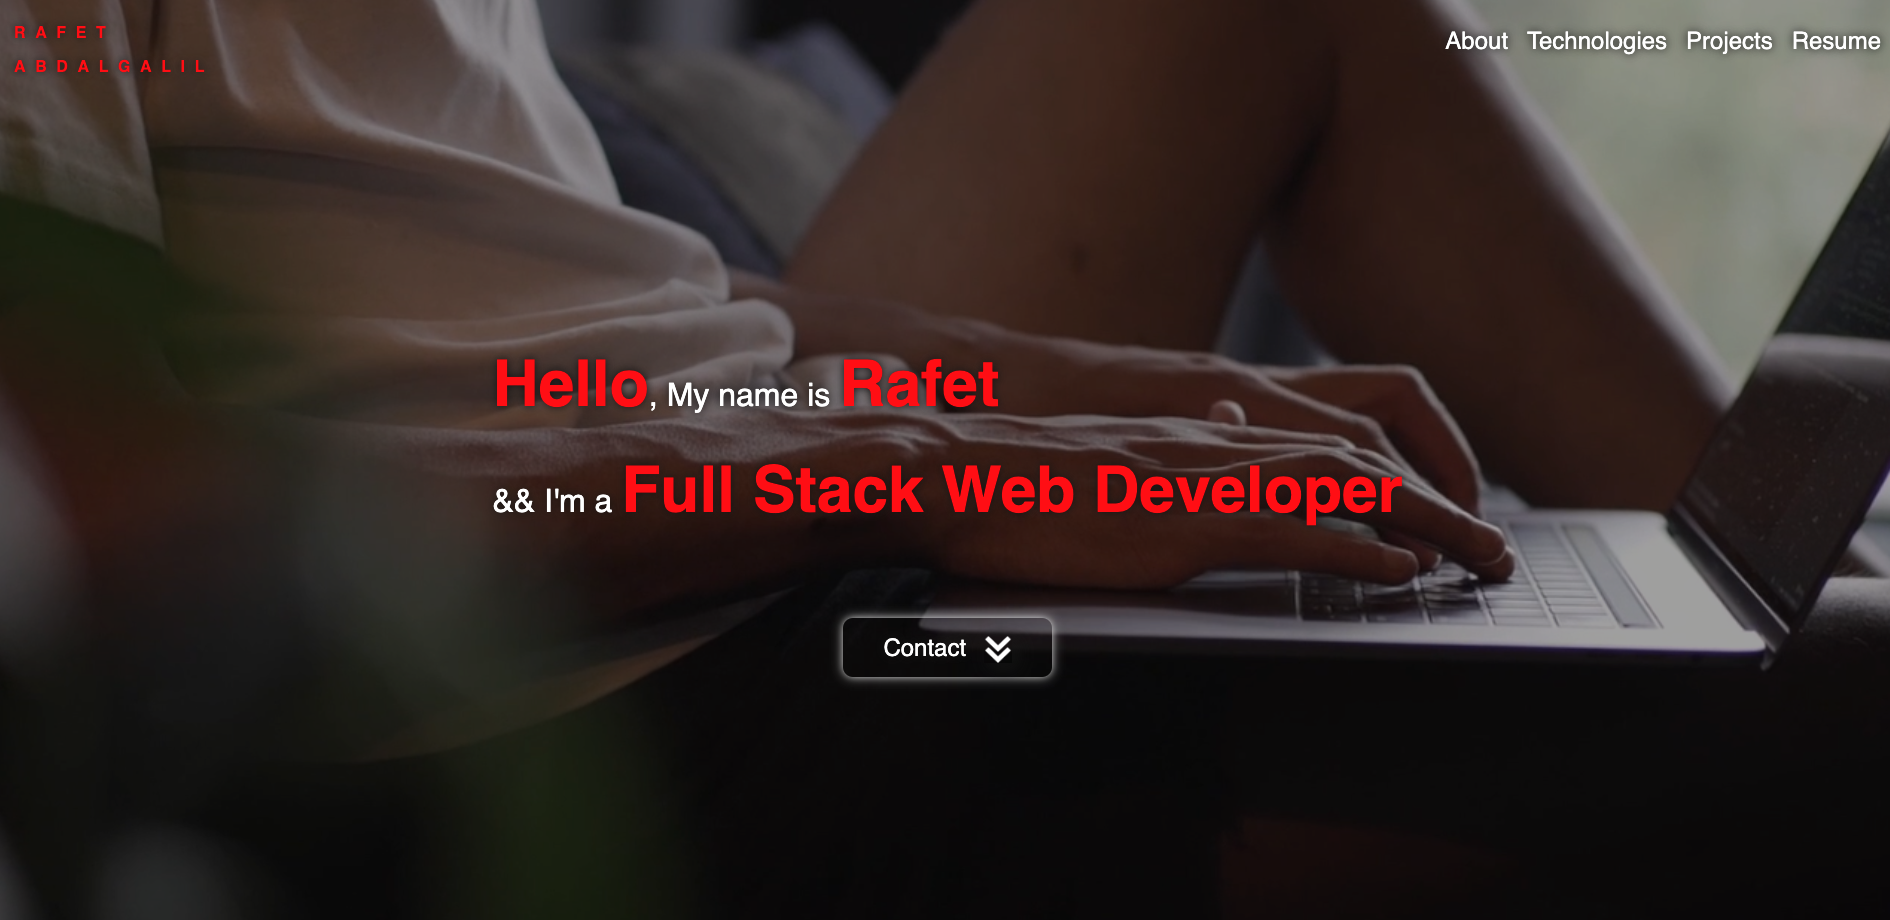 RAFET
ABDALGALIL
About Technologies Projects Resume
Hello, My name is Rafet
&& I'm a Full Stack Web Developer
Contact